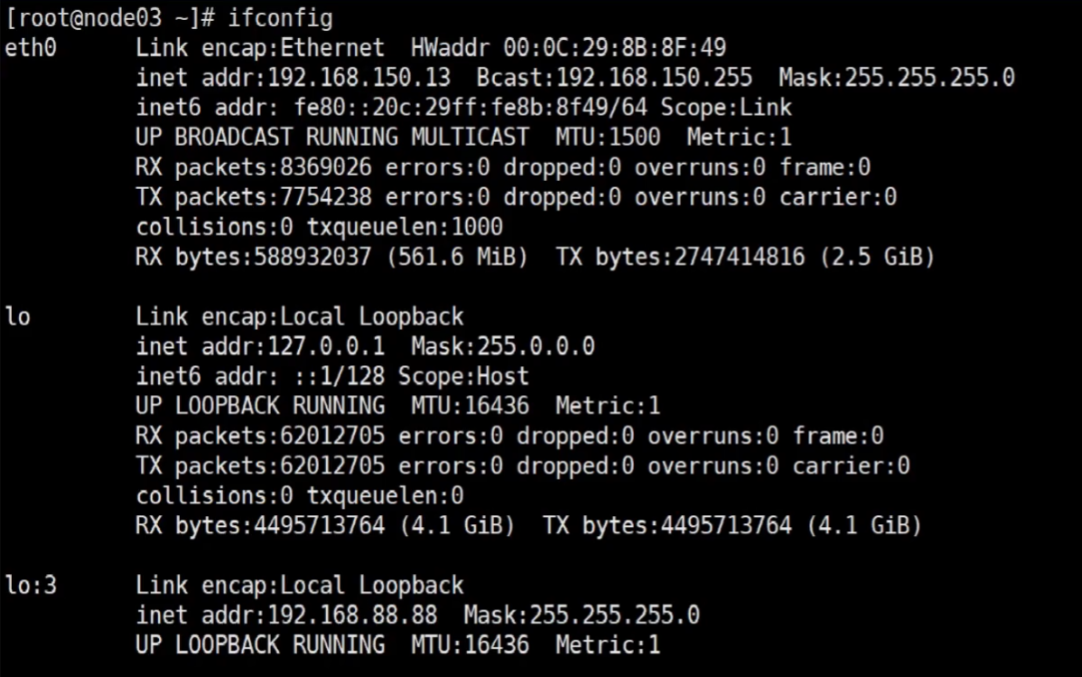 [root@node03 ~]# ifconfig
eth0      Link encap:Ethernet  HWaddr 00:0C:29:8B:8F:49
          inet addr:192.168.150.13  Bcast:192.168.150.255  Mask:255.255.255.0
          inet6 addr: fe80::20c:29ff:fe8b:8f49/64 Scope:Link
          UP BROADCAST RUNNING MULTICAST  MTU:1500  Metric:1
          RX packets:8369026 errors:0 dropped:0 overruns:0 frame:0
          TX packets:7754238 errors:0 dropped:0 overruns:0 carrier:0
          collisions:0 txqueuelen:1000
          RX bytes:588932037 (561.6 MiB)  TX bytes:2747414816 (2.5 GiB)

lo        Link encap:Local Loopback
          inet addr:127.0.0.1  Mask:255.0.0.0
          inet6 addr: ::1/128 Scope:Host
          UP LOOPBACK RUNNING  MTU:16436  Metric:1
          RX packets:62012705 errors:0 dropped:0 overruns:0 frame:0
          TX packets:62012705 errors:0 dropped:0 overruns:0 carrier:0
          collisions:0 txqueuelen:0
          RX bytes:4495713764 (4.1 GiB)  TX bytes:4495713764 (4.1 GiB)

lo:3      Link encap:Local Loopback
          inet addr:192.168.88.88  Mask:255.255.255.0
          UP LOOPBACK RUNNING  MTU:16436  Metric:1